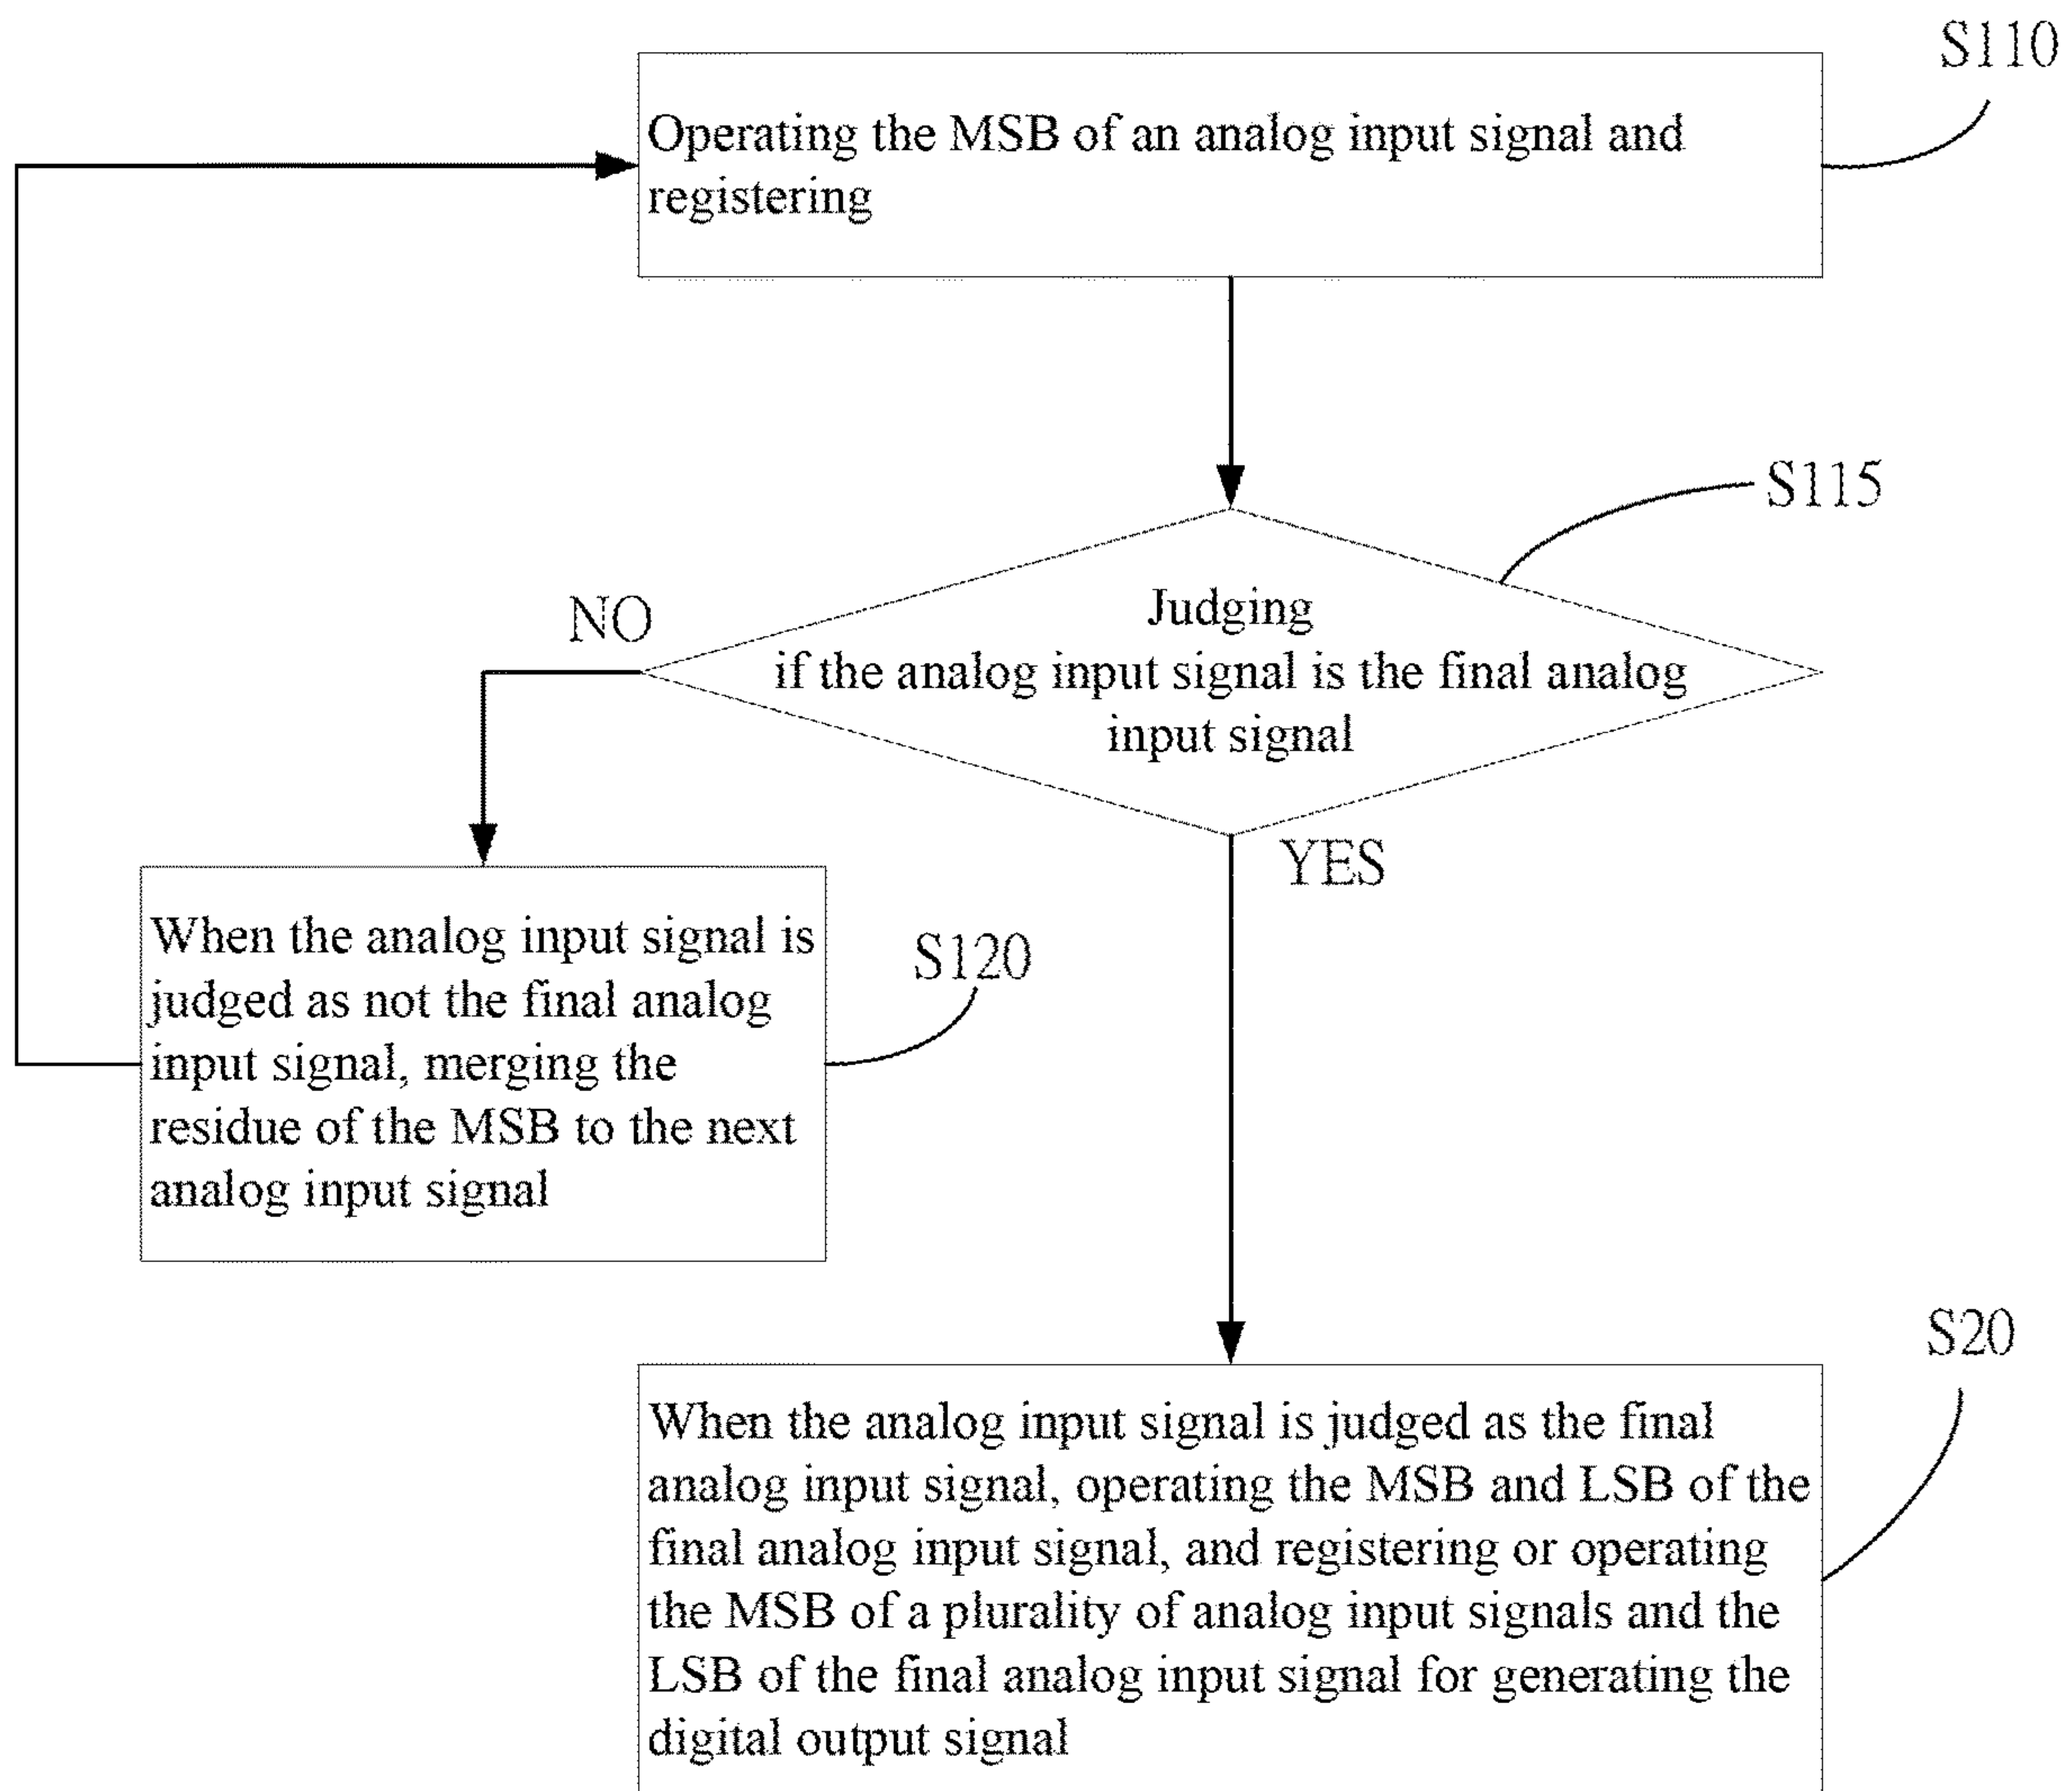 S110
Operating the MSB of an analog input signal and
registering
S115
Judging
if the analog input signal is the final analog
input signal
NO
YES
When the analog input signal is
judged as not the final analog
input signal, merging the
residue of the MSB to the next
analog input signal
S120
S20
When the analog input signal is judged as the final
analog input signal, operating the MSB and LSB of the
final analog input signal, and registering or operating
the MSB of a plurality of analog input signals and the
LSB of the final analog input signal for generating the
digital output signal